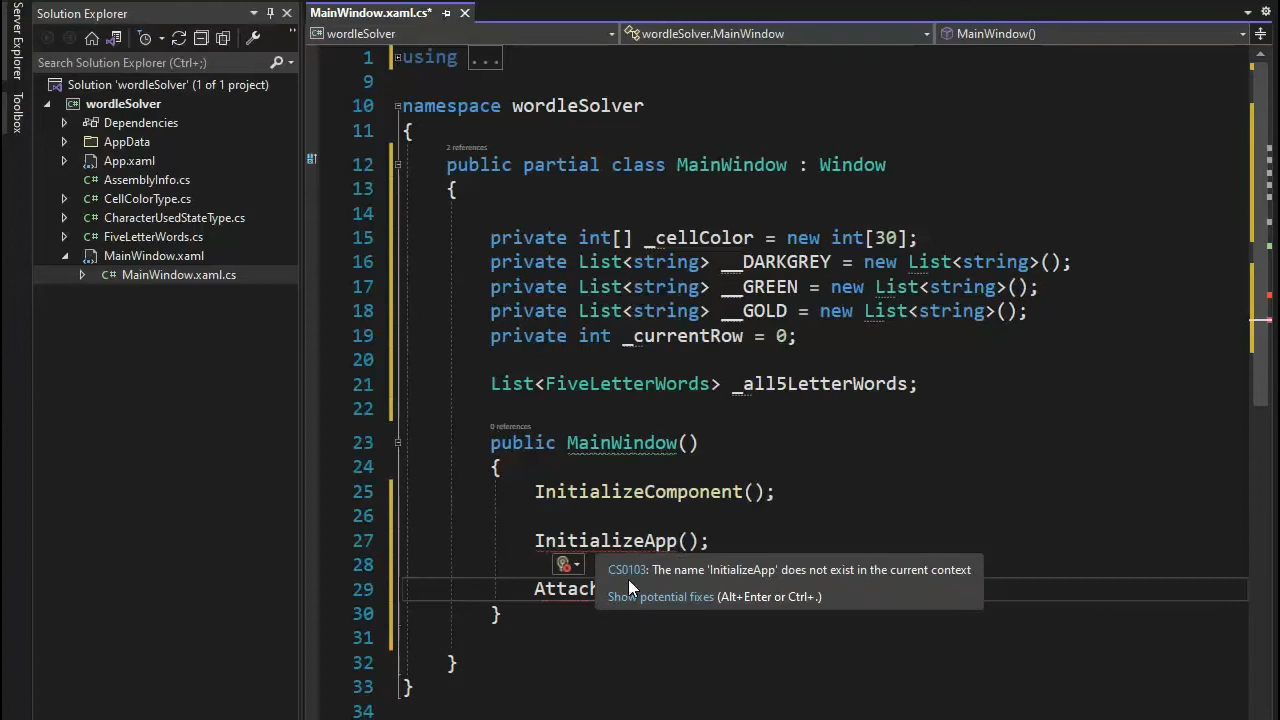 Server Explorer
Toolbox
Solution Explorer
Search Solution Explorer (Ctrl+;)
Solution 'wordleSolver' (1 of 1 project)
wordleSolver
Dependencies
AppData
App.xaml
AssemblyInfo.cs
CellColorType.cs
CharacterUsedStateType.cs
FiveLetterWords.cs
MainWindow.xaml
C# MainWindow.xaml.cs
MainWindow.xaml.cs*
wordleSolver
wordleSolver.MainWindow
MainWindow()
1 using ...
9
10 namespace wordleSolver
11 {
2 references
12 public partial class MainWindow : Window
13 {
14
15 private int[] _cellColor = new int[30];
16 private List<string> __DARKGREY = new List<string>();
17 private List<string> __GREEN = new List<string>();
18 private List<string> __GOLD = new List<string>();
19 private int _currentRow = 0;
20
21 List<FiveLetterWords> _all5LetterWords;
22
0 references
23 public MainWindow()
24 {
25 InitializeComponent();
26
27 InitializeApp();
28
CS0103: The name 'InitializeApp' does not exist in the current context
29 Attach
Show potential fixes (Alt+Enter or Ctrl+.)
30 }
31
32 }
33 }
34